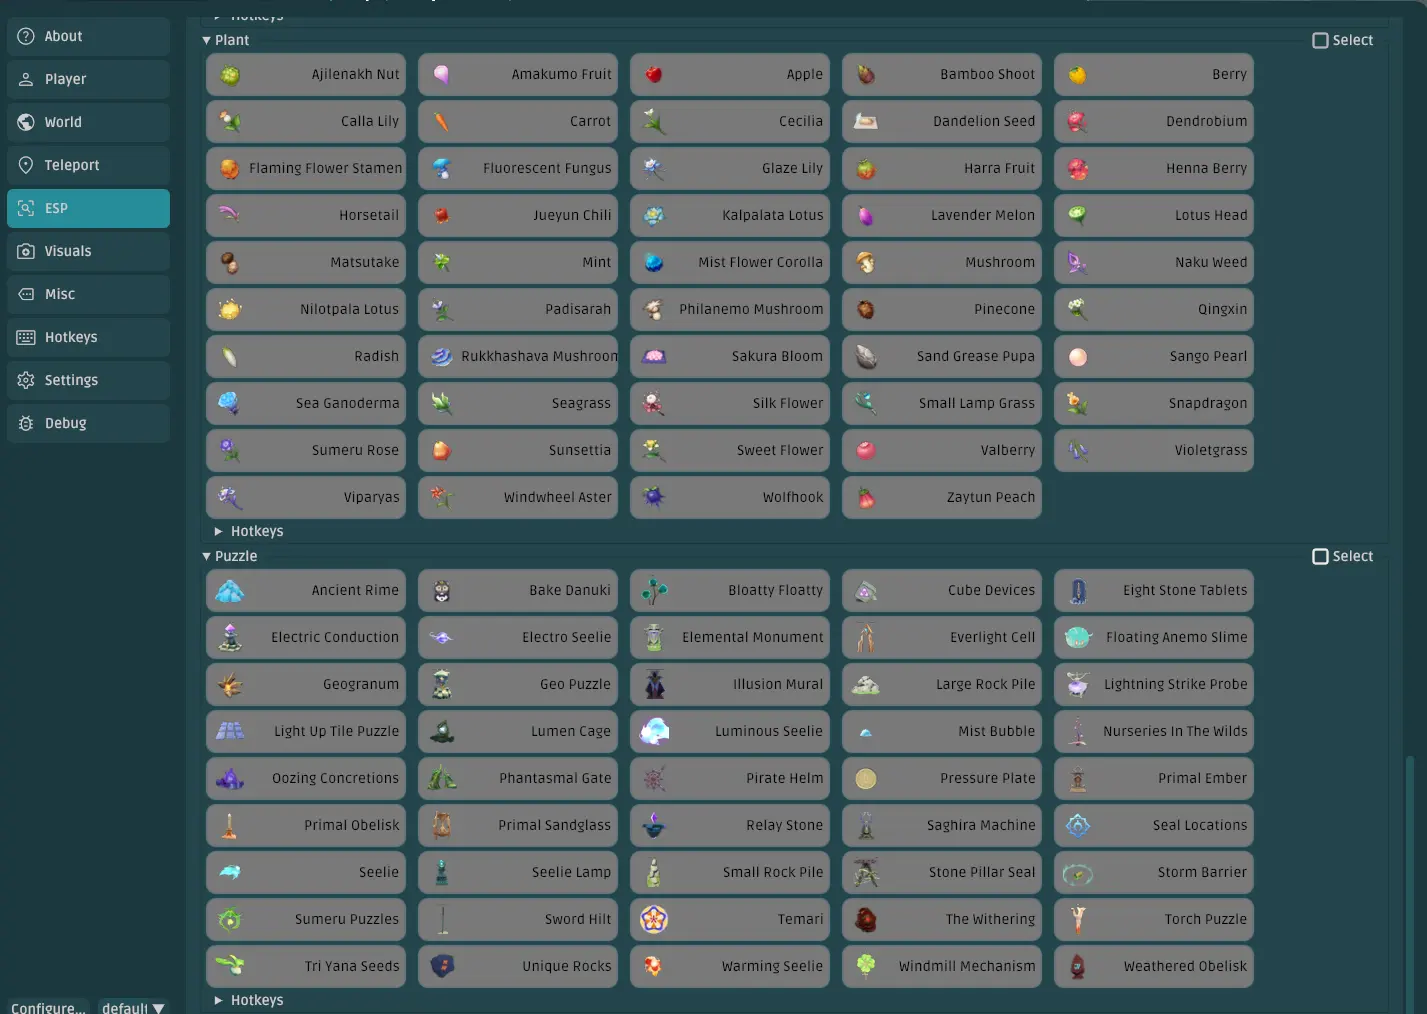 Hotkeys
About
Player
World
Teleport
ESP
Visuals
Misc
Hotkeys
Settings
Debug
Configure... default
Plant Select
Ajilenakh Nut Amakumo Fruit Apple Bamboo Shoot Berry
Calla Lily Carrot Cecilia Dandelion Seed Dendrobium
Flaming Flower Stamen Fluorescent Fungus Glaze Lily Harra Fruit Henna Berry
Horsetail Jueyun Chili Kalpalata Lotus Lavender Melon Lotus Head
Matsutake Mint Mist Flower Corolla Mushroom Naku Weed
Nilotpala Lotus Padisarah Philanemo Mushroom Pinecone Qingxin
Radish Rukkhashava Mushroom Sakura Bloom Sand Grease Pupa Sango Pearl
Sea Ganoderma Seagrass Silk Flower Small Lamp Grass Snapdragon
Sumeru Rose Sunsettia Sweet Flower Valberry Violetgrass
Viparyas Windwheel Aster Wolfhook Zaytun Peach
Hotkeys
Puzzle Select
Ancient Rime Bake Danuki Bloatty Floatty Cube Devices Eight Stone Tablets
Electric Conduction Electro Seelie Elemental Monument Everlight Cell Floating Anemo Slime
Geogranum Geo Puzzle Illusion Mural Large Rock Pile Lightning Strike Probe
Light Up Tile Puzzle Lumen Cage Luminous Seelie Mist Bubble Nurseries In The Wilds
Oozing Concretions Phantasmal Gate Pirate Helm Pressure Plate Primal Ember
Primal Obelisk Primal Sandglass Relay Stone Saghira Machine Seal Locations
Seelie Seelie Lamp Small Rock Pile Stone Pillar Seal Storm Barrier
Sumeru Puzzles Sword Hilt Temari The Withering Torch Puzzle
Tri Yana Seeds Unique Rocks Warming Seelie Windmill Mechanism Weathered Obelisk
Hotkeys